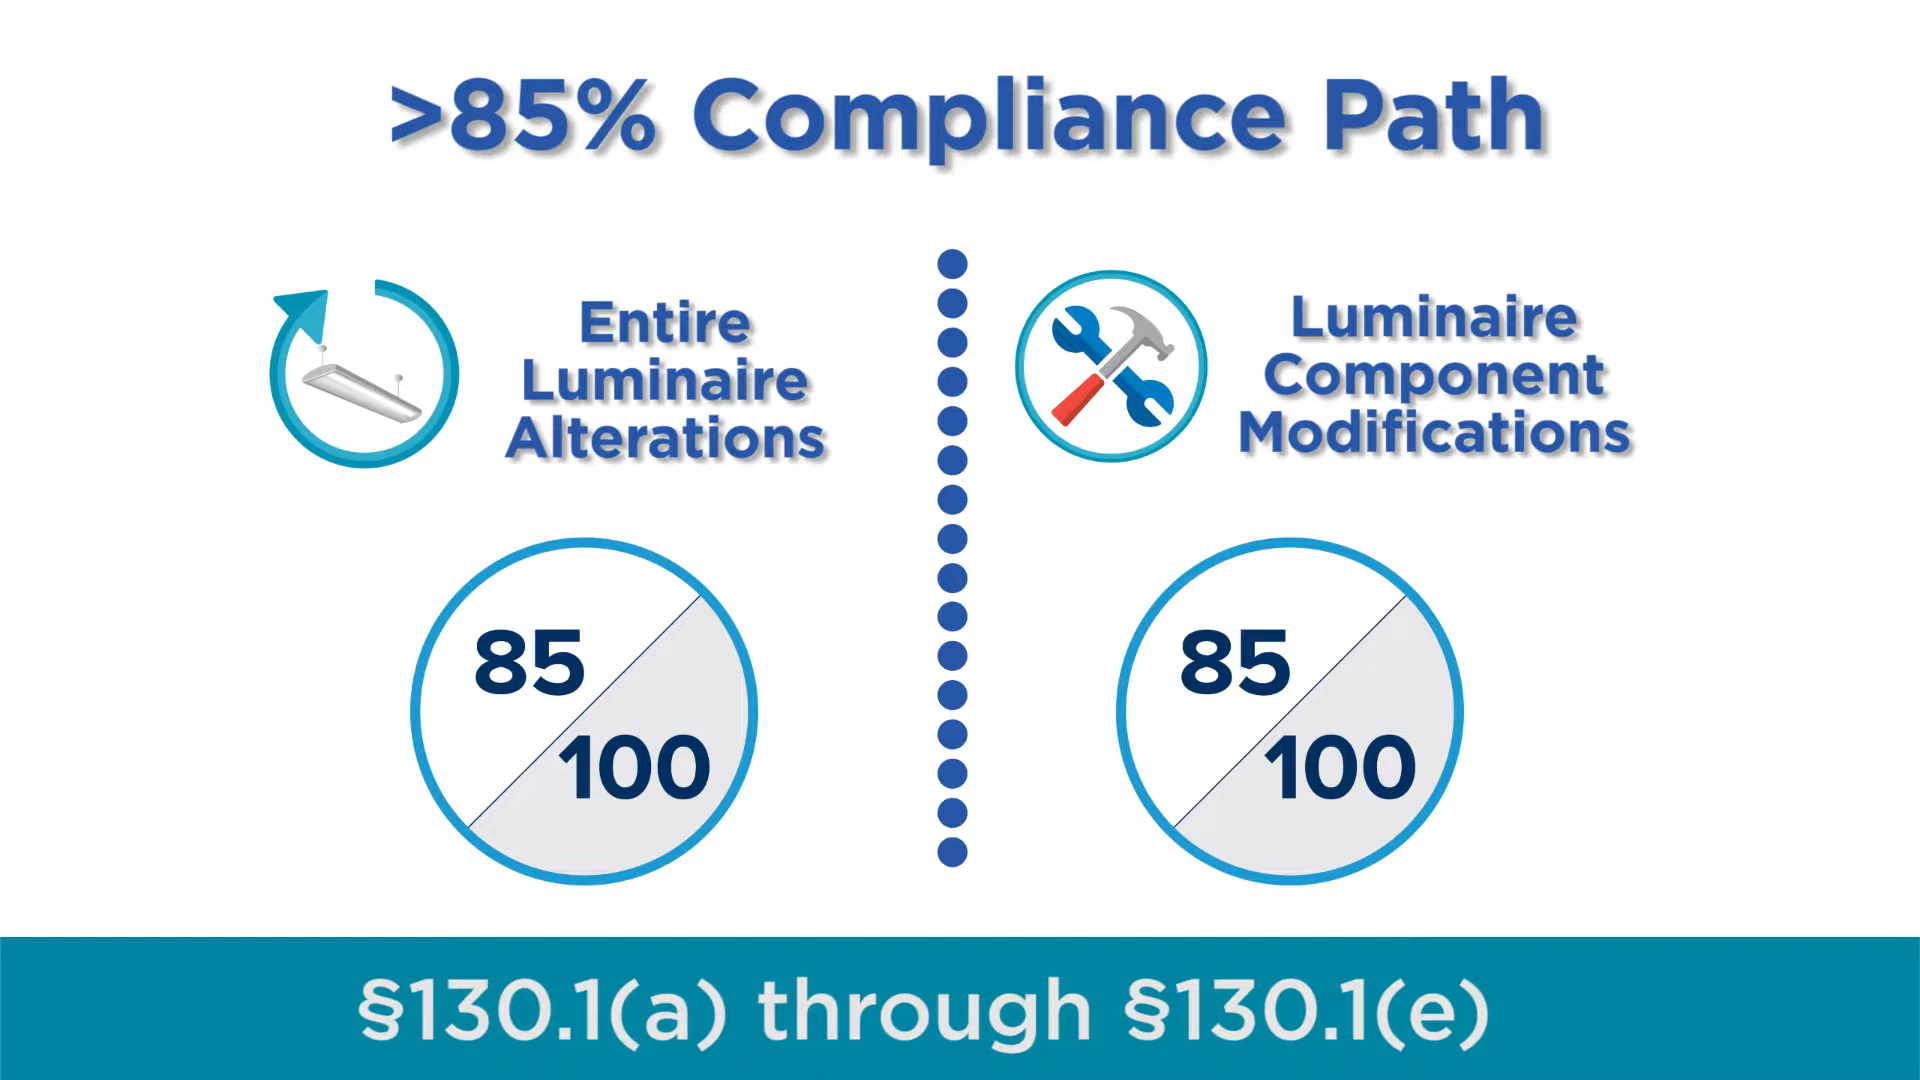 >85% Compliance Path
Entire
Luminaire
Alterations
Luminaire
Component
Modifications
85
100
85
100
§130.1(a) through §130.1(e)